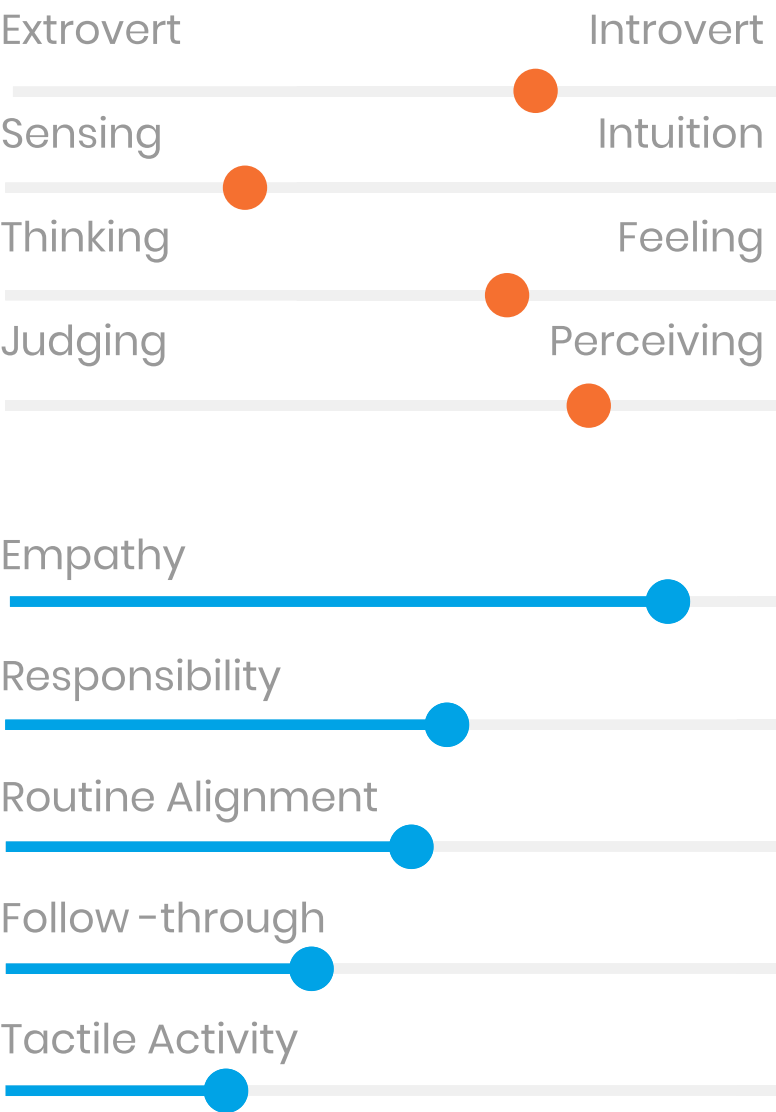 Extrovert Introvert
Sensing Intuition
Thinking Feeling
Judging Perceiving
Empathy
Responsibility
Routine Alignment
Follow -through
Tactile Activity